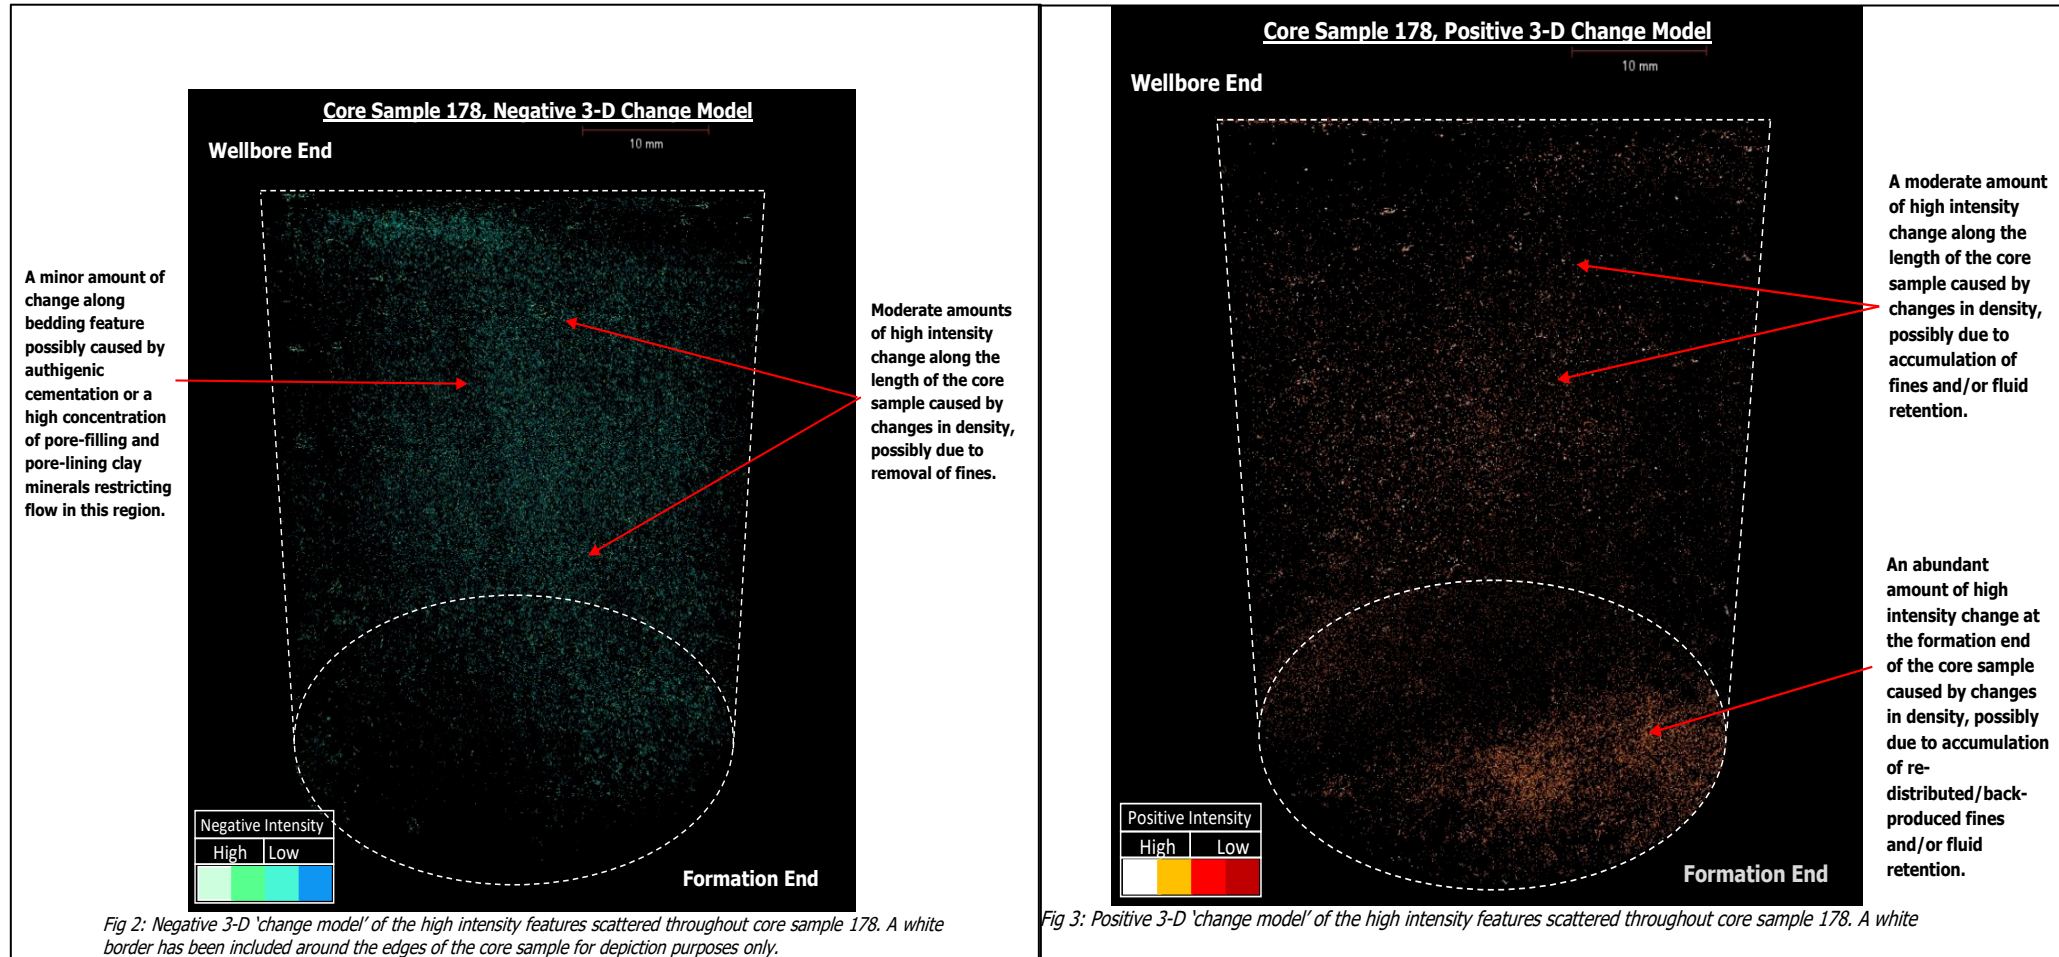 Core Sample 178, Negative 3-D Change Model
10 mm
Wellbore End
A minor amount of
change along
bedding feature
possibly caused by
authigenic
cementation or a
high concentration
of pore-filling and
pore-lining clay
minerals restricting
flow in this region.
Moderate amounts
of high intensity
change along the
length of the core
sample caused by
changes in density,
possibly due to
removal of fines.
Negative Intensity
High Low
Formation End
Fig 2: Negative 3-D ‘change model’ of the high intensity features scattered throughout core sample 178. A white
border has been included around the edges of the core sample for depiction purposes only.
Core Sample 178, Positive 3-D Change Model
10 mm
Wellbore End
A moderate amount
of high intensity
change along the
length of the core
sample caused by
changes in density,
possibly due to
accumulation of
fines and/or fluid
retention.
An abundant
amount of high
intensity change at
the formation end
of the core sample
caused by changes
in density, possibly
due to accumulation
of re-
distributed/back-
produced fines
and/or fluid
retention.
Positive Intensity
High Low
Formation End
Fig 3: Positive 3-D ‘change model’ of the high intensity features scattered throughout core sample 178. A white